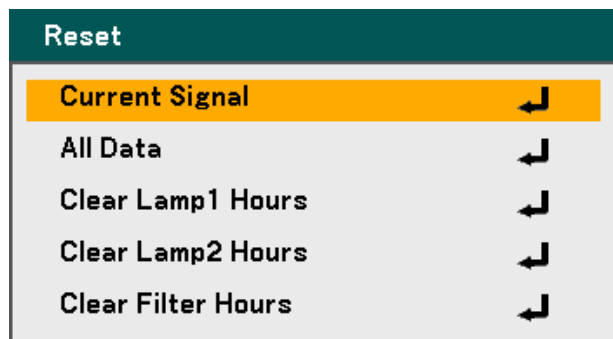 Reset
Current Signal
All Data
Clear Lamp1 Hours
Clear Lamp2 Hours
Clear Filter Hours